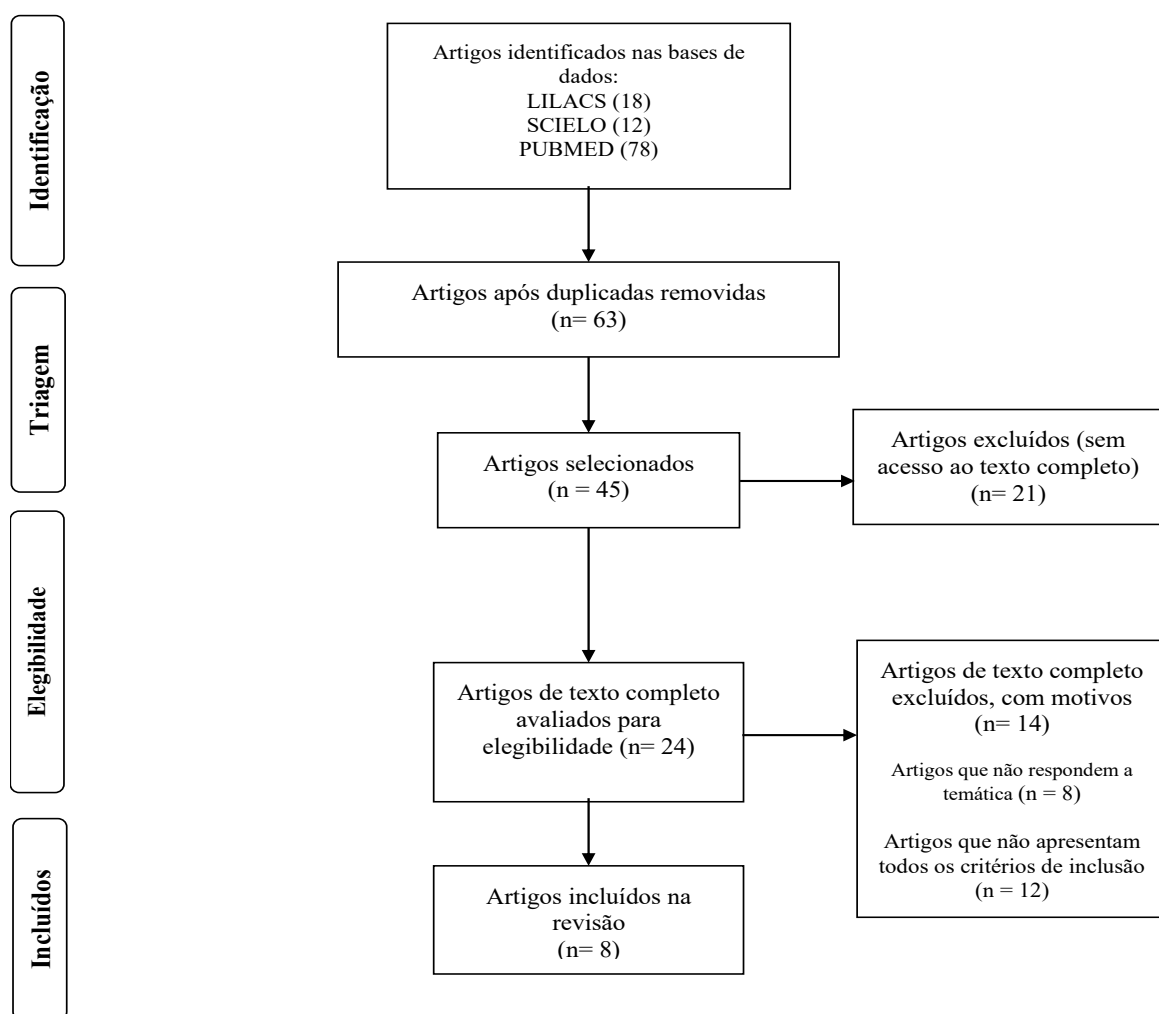 Identificação
Artigos identificados nas bases de
dados:
LILACS (18)
SCIELO (12)
PUBMED (78)
Triagem
Artigos após duplicadas removidas
(n= 63)
Artigos selecionados
(n = 45)
Artigos excluídos (sem
acesso ao texto completo)
(n= 21)
Elegibilidade
Artigos de texto completo
avaliados para
elegibilidade (n= 24)
Artigos de texto completo
excluídos, com motivos
(n= 14)
Artigos que não respondem a
temática (n = 8)
Artigos que não apresentam
todos os critérios de inclusão
(n = 12)
Incluídos
Artigos incluídos na
revisão
(n= 8)